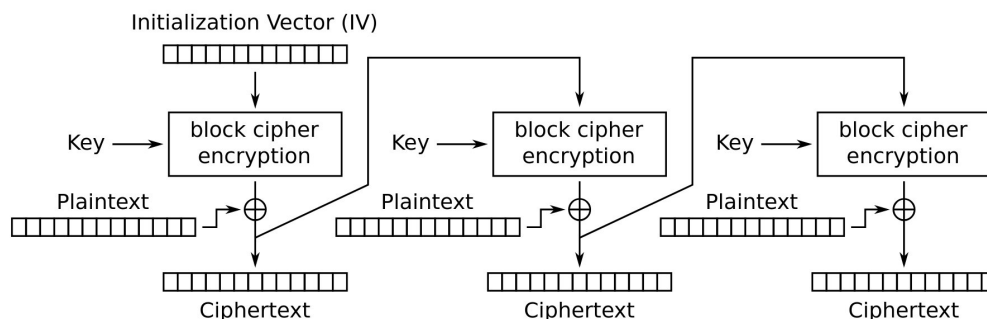 Initialization Vector (IV)
Key
block cipher
encryption
Key
block cipher
encryption
Key
block cipher
encryption
Plaintext
Plaintext
Plaintext
Ciphertext
Ciphertext
Ciphertext